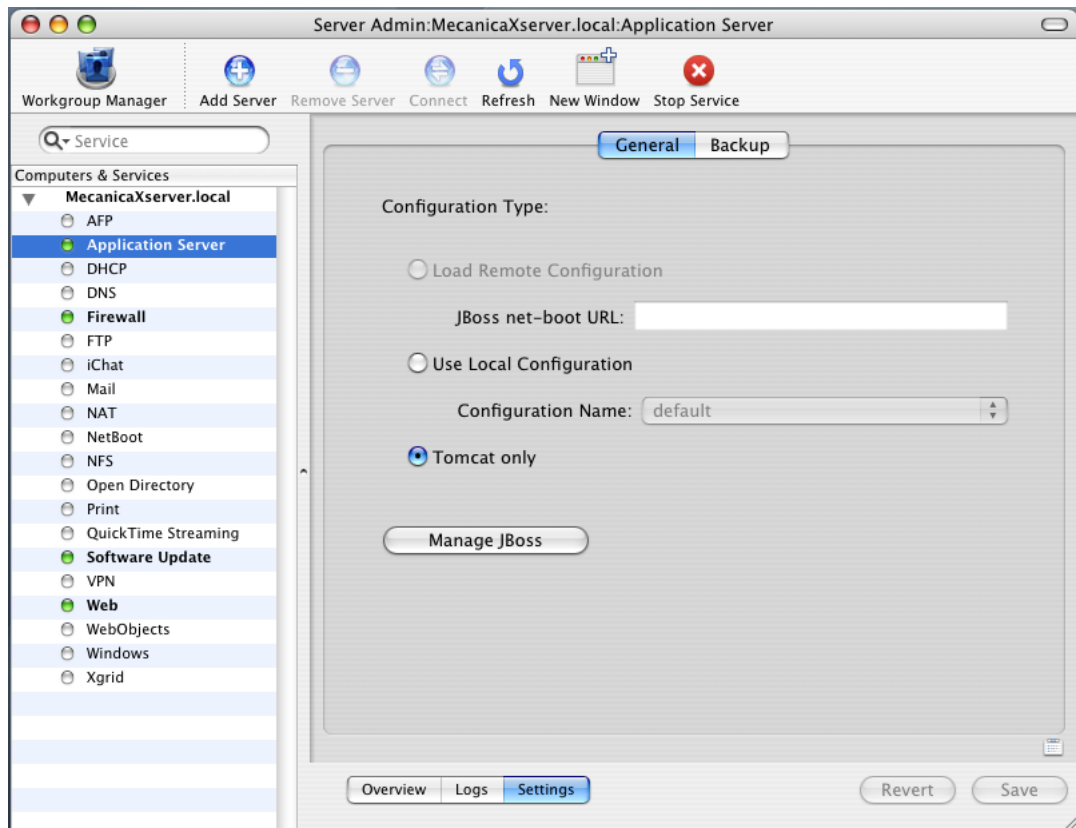 Server Admin:MecanicaXserver.local:Application Server
Workgroup Manager Add Server Remove Server Connect Refresh New Window Stop Service
Service
Computers & Services
MecanicaXserver.local
AFP
Application Server
DHCP
DNS
Firewall
FTP
iChat
Mail
NAT
NetBoot
NFS
Open Directory
Print
QuickTime Streaming
Software Update
VPN
Web
WebObjects
Windows
Xgrid
General Backup
Configuration Type:
Load Remote Configuration
JBoss net-boot URL:
Use Local Configuration
Configuration Name: default
Tomcat only
Manage JBoss
Overview Logs Settings Revert Save